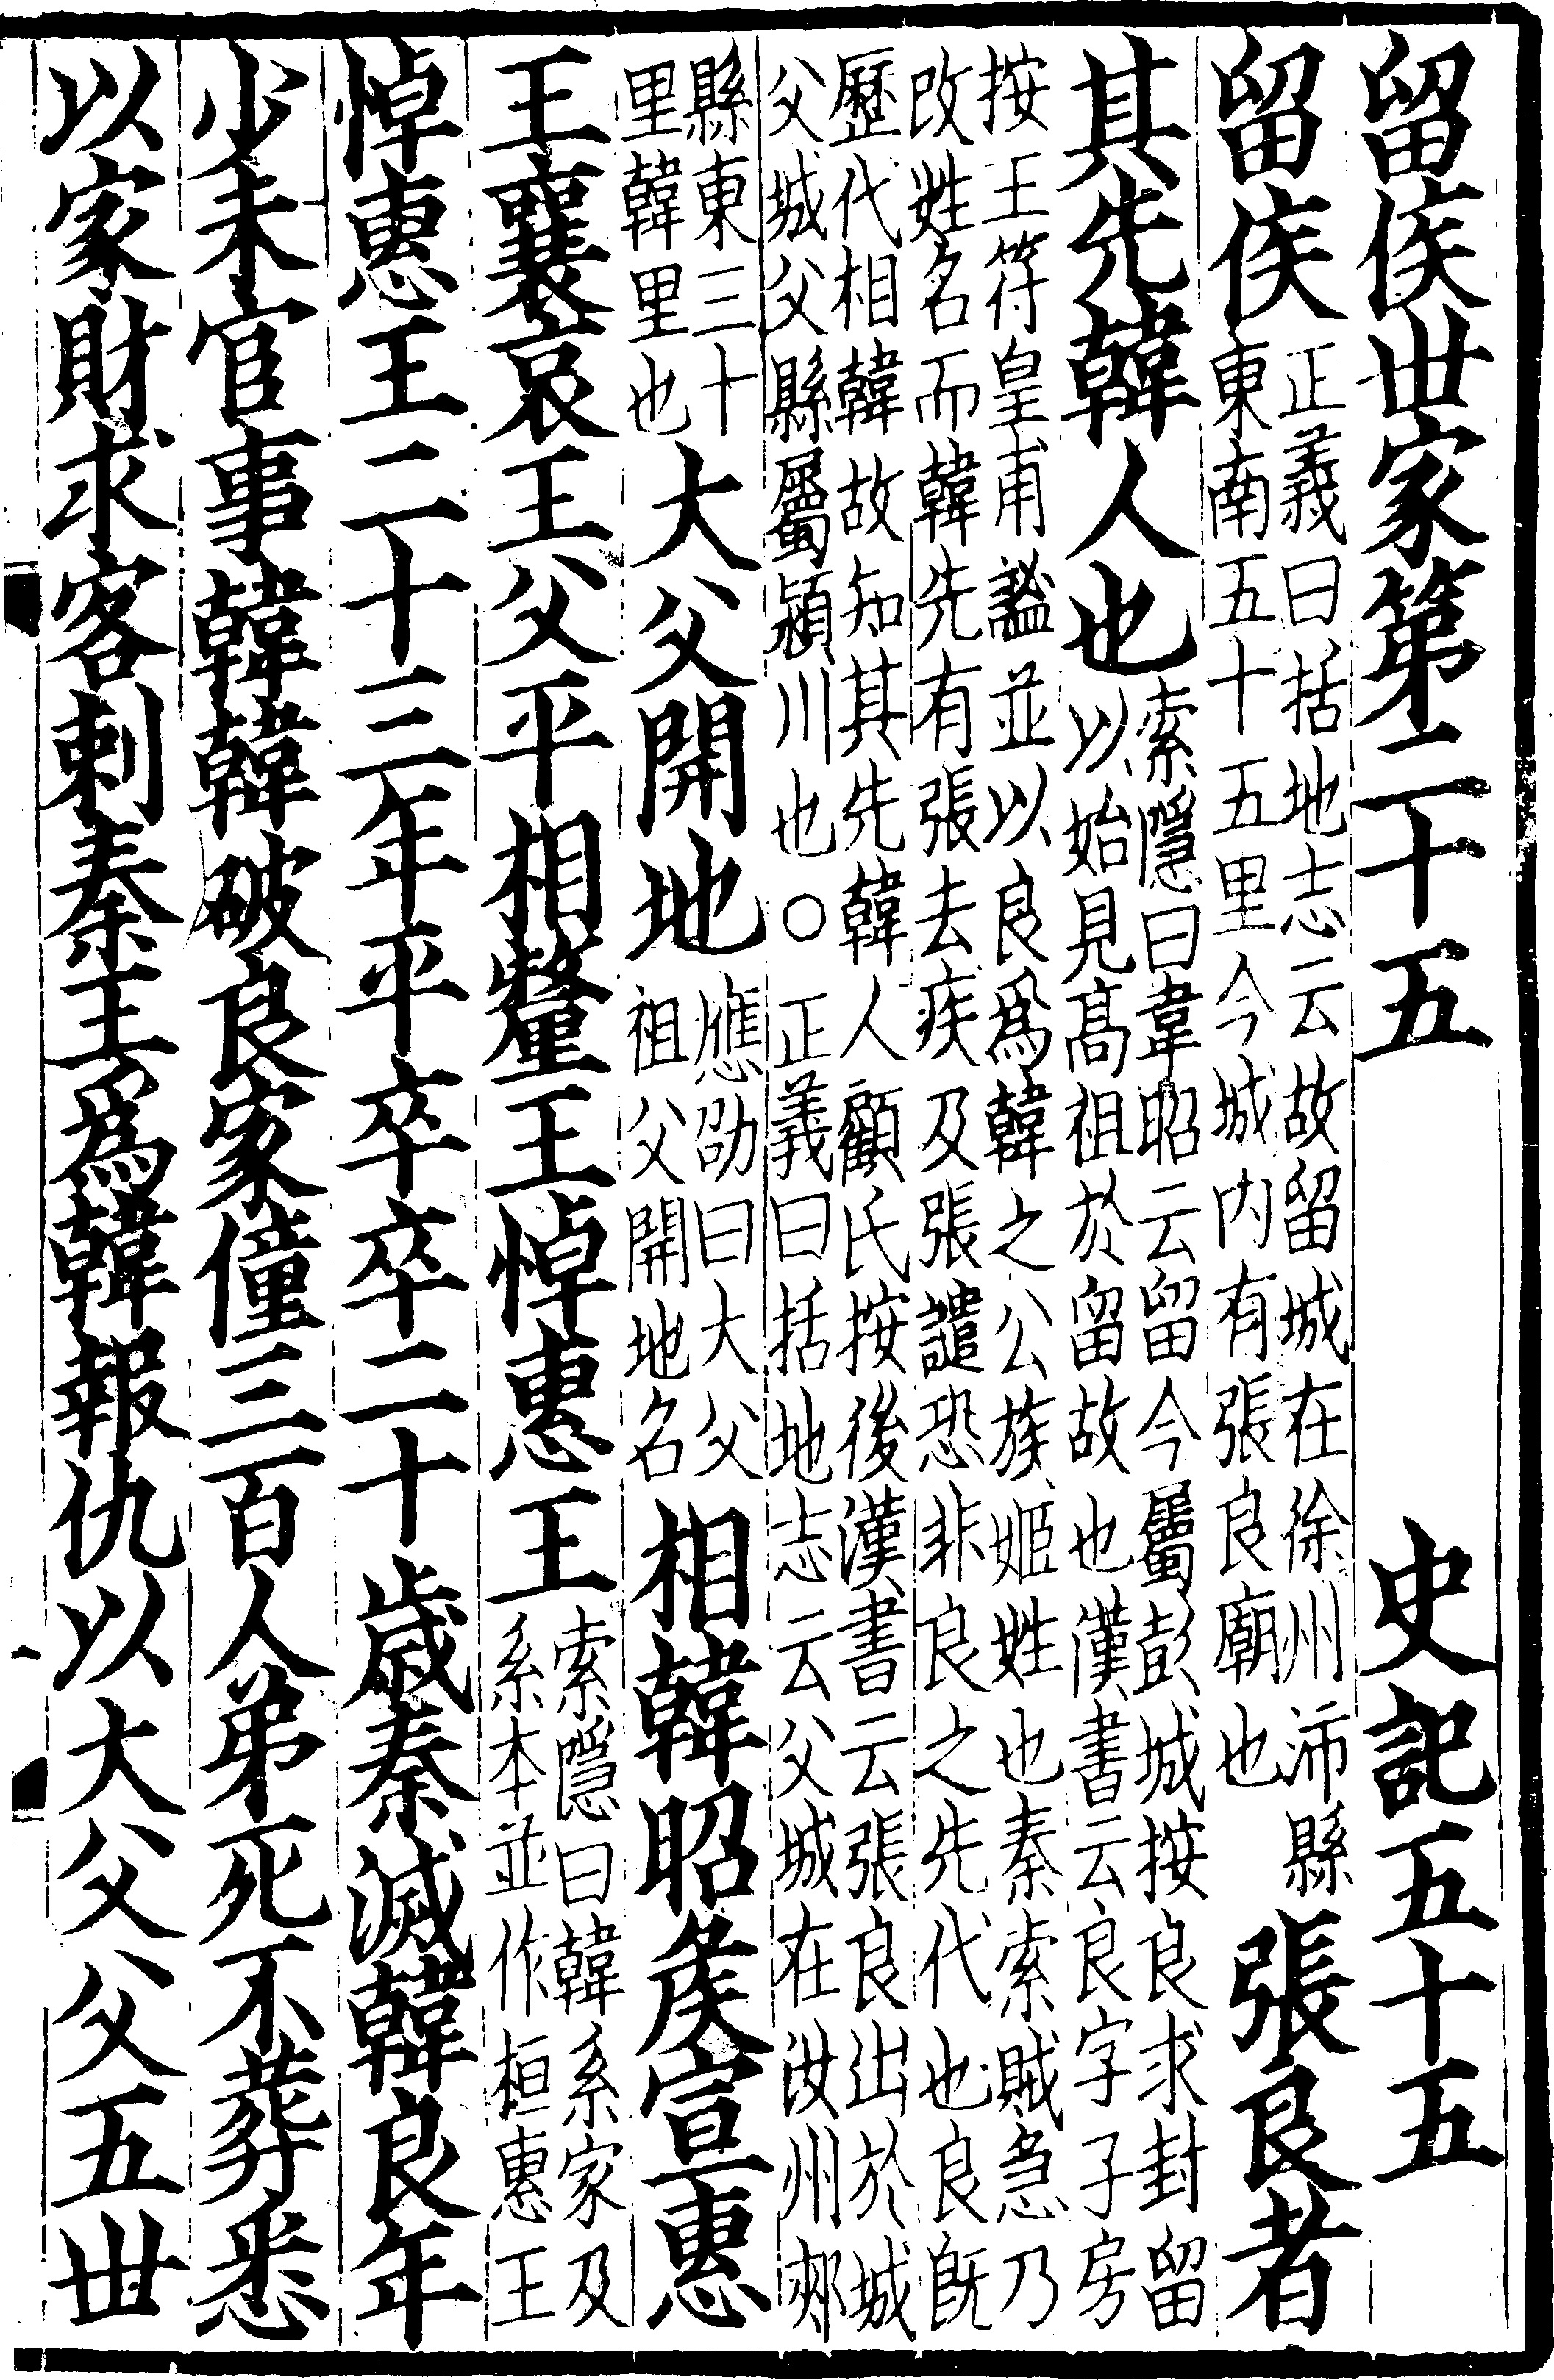 留侯丗家第二十五　史記五十五
留侯正義曰括地志云故留城在徐州沛縣東南五十五里今城内有張良廟也張良者
其先韓人也索隱曰韋昭云留今屬彭城按良求封留以始見髙祖於留故也漢書云良字子房
按王符皇甫謐並以良爲韓之公族姬姓也秦索賊急乃改姓名而韓先有張去疾及張譴恐非良之先代也良既
歷代相韓故知其先韓人顧氏按後漢書云張良出於城父城父縣屬潁川也○正義曰括地志云父城在汝州郟
縣東三十里韓里也大父開地應劭曰大父祖父開地名相韓昭侯宣惠
王襄哀王父平相釐王悼惠王索隱曰韓系家及系本並作桓惠王
悼惠王二十三年平卒卒二十歲秦滅韓良年
少未官事韓韓破良家僮三百人弟死不葬悉
以家財求客刺秦王爲韓報仇以大父父五丗